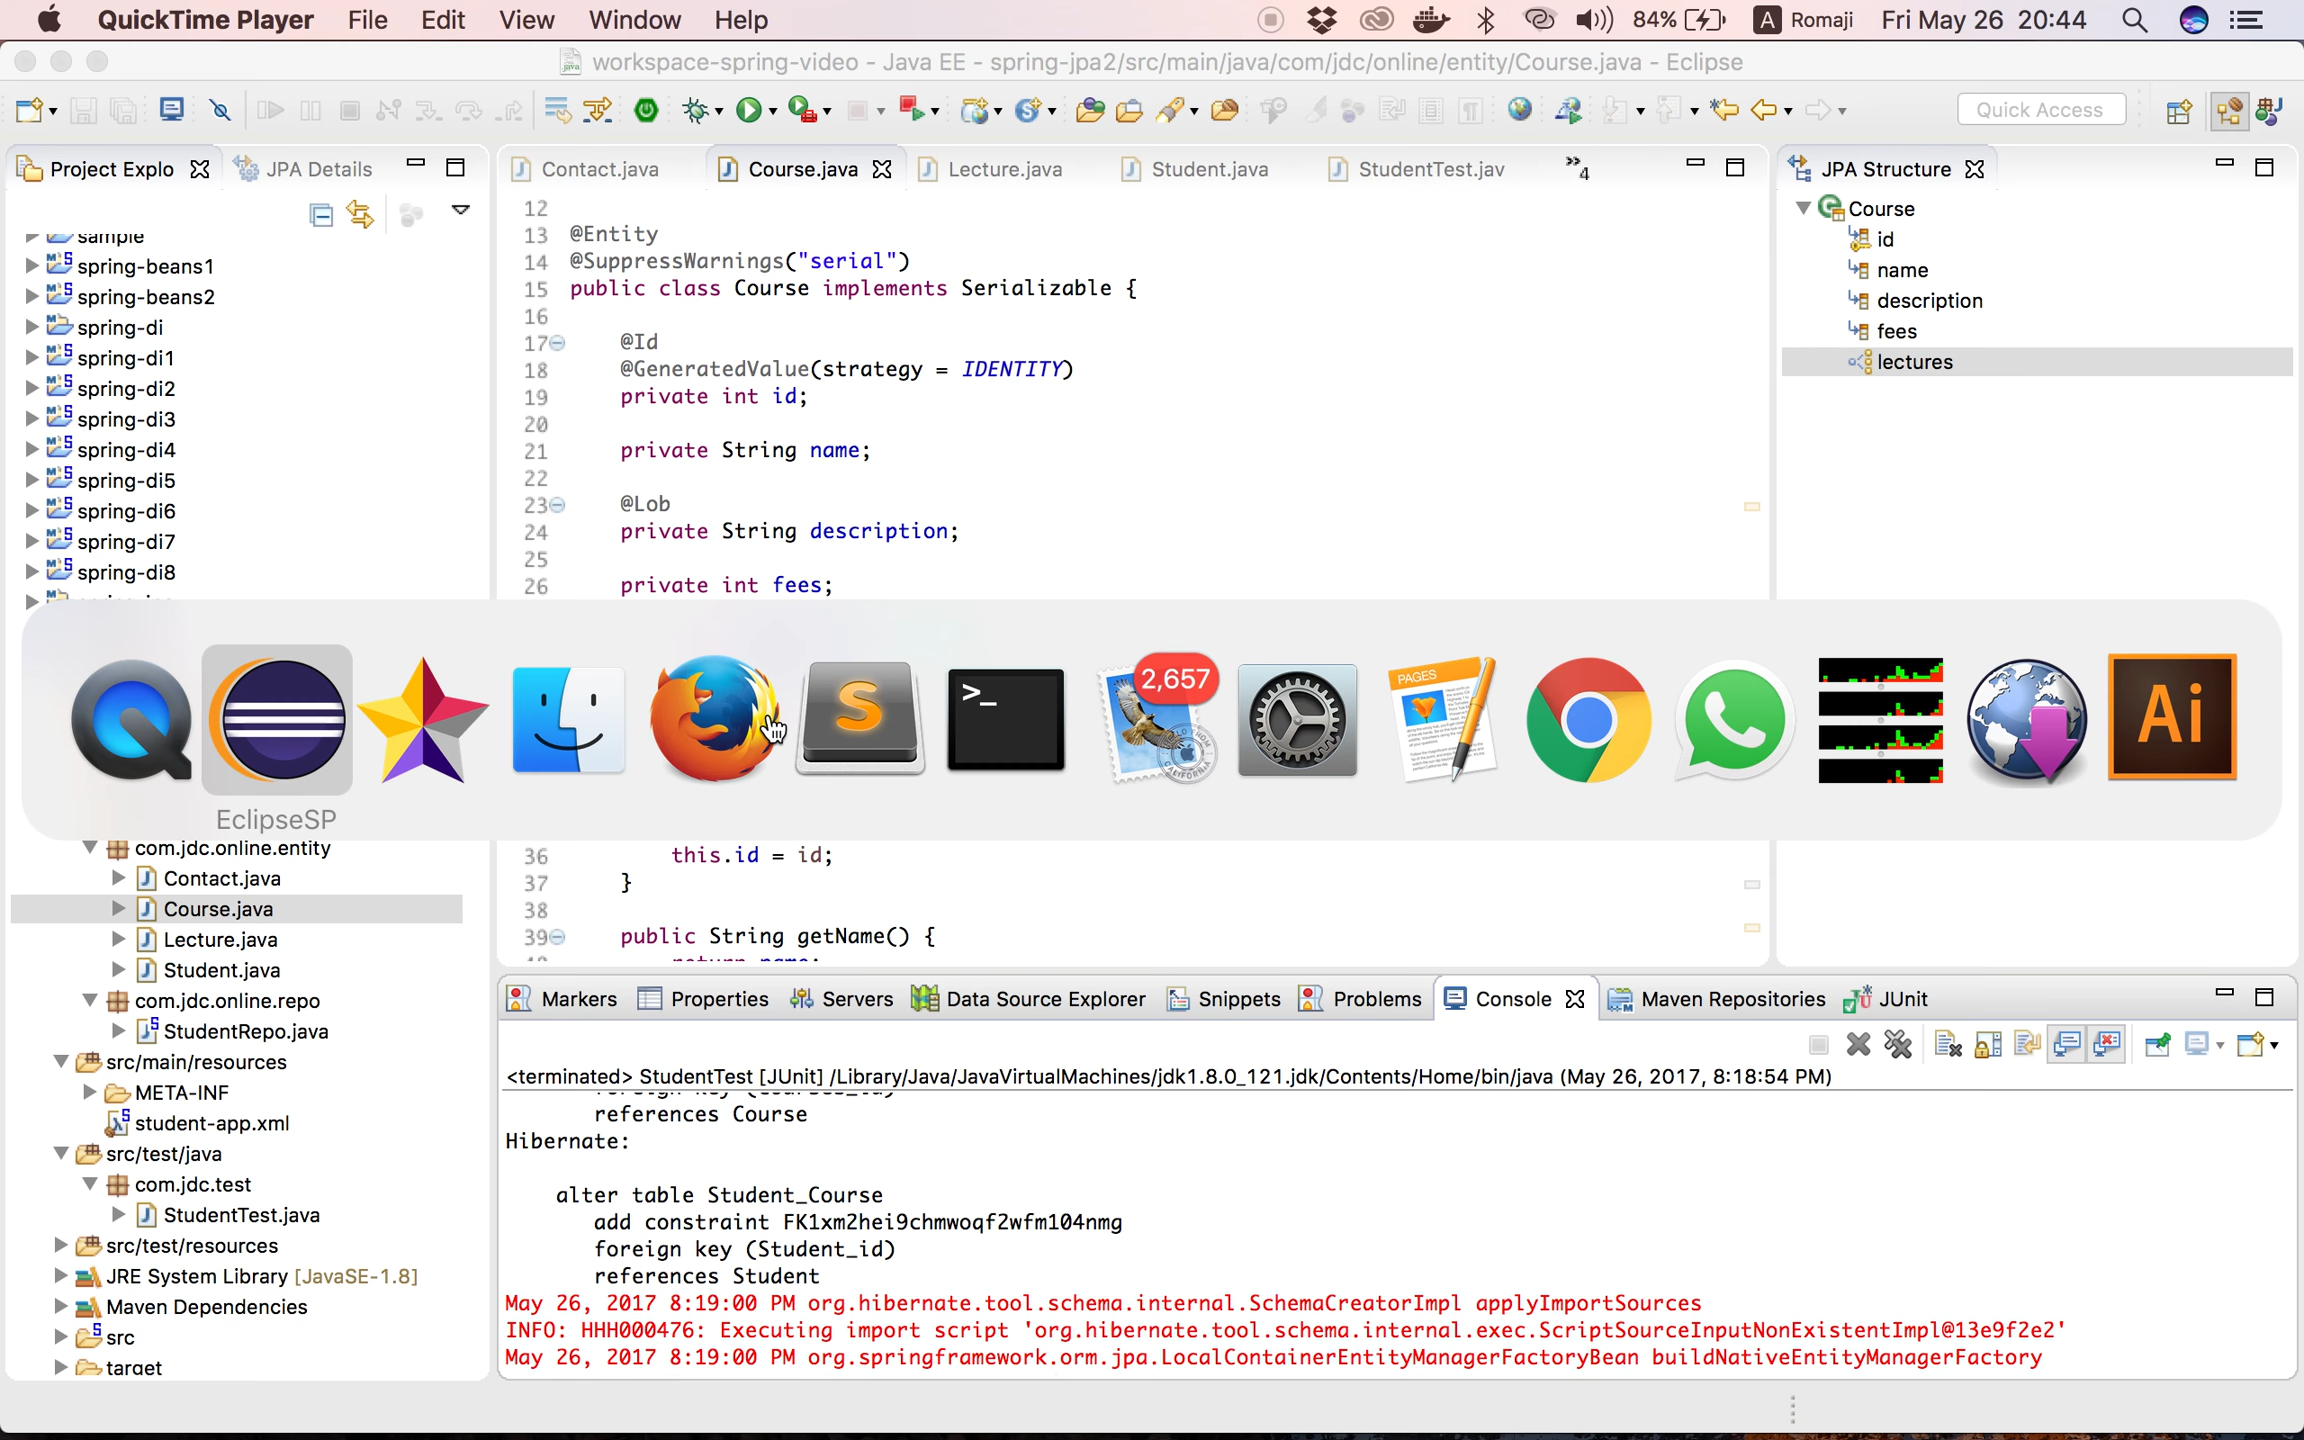 QuickTime Player File Edit View Window Help 84% A Romaji Fri May 26 20:44
workspace-spring-video - Java EE - spring-jpa2/src/main/java/com/jdc/online/entity/Course.java - Eclipse
Quick Access
Project Explo JPA Details
sample
spring-beans1
spring-beans2
spring-di
spring-di1
spring-di2
spring-di3
spring-di4
spring-di5
spring-di6
spring-di7
spring-di8
Contact.java Course.java Lecture.java Student.java StudentTest.jav 4
12
13 @Entity
14 @SuppressWarnings("serial")
15 public class Course implements Serializable {
16
17 @Id
18 @GeneratedValue(strategy = IDENTITY)
19 private int id;
20
21 private String name;
22
23 @Lob
24 private String description;
25
26 private int fees;
JPA Structure
Course
id
name
description
fees
lectures
PAGES
2,657
S
>_
Ai
EclipseSP
com.jdc.online.entity
Contact.java
Course.java
Lecture.java
Student.java
com.jdc.online.repo
StudentRepo.java
src/main/resources
META-INF
student-app.xml
src/test/java
com.jdc.test
StudentTest.java
src/test/resources
JRE System Library [JavaSE-1.8]
Maven Dependencies
src
target
36 this.id = id;
37 }
38
39 public String getName() {
return name;
Markers Properties Servers Data Source Explorer Snippets Problems Console Maven Repositories JUnit
<terminated> StudentTest [JUnit] /Library/Java/JavaVirtualMachines/jdk1.8.0_121.jdk/Contents/Home/bin/java (May 26, 2017, 8:18:54 PM)
foreign key (courses_id)
references Course
Hibernate:
alter table Student_Course
add constraint FK1xm2hei9chmwoqf2wfm104nmg
foreign key (Student_id)
references Student
May 26, 2017 8:19:00 PM org.hibernate.tool.schema.internal.SchemaCreatorImpl applyImportSources
INFO: HHH000476: Executing import script 'org.hibernate.tool.schema.internal.exec.ScriptSourceInputNonExistentImpl@13e9f2e2'
May 26, 2017 8:19:00 PM org.springframework.orm.jpa.LocalContainerEntityManagerFactoryBean buildNativeEntityManagerFactory